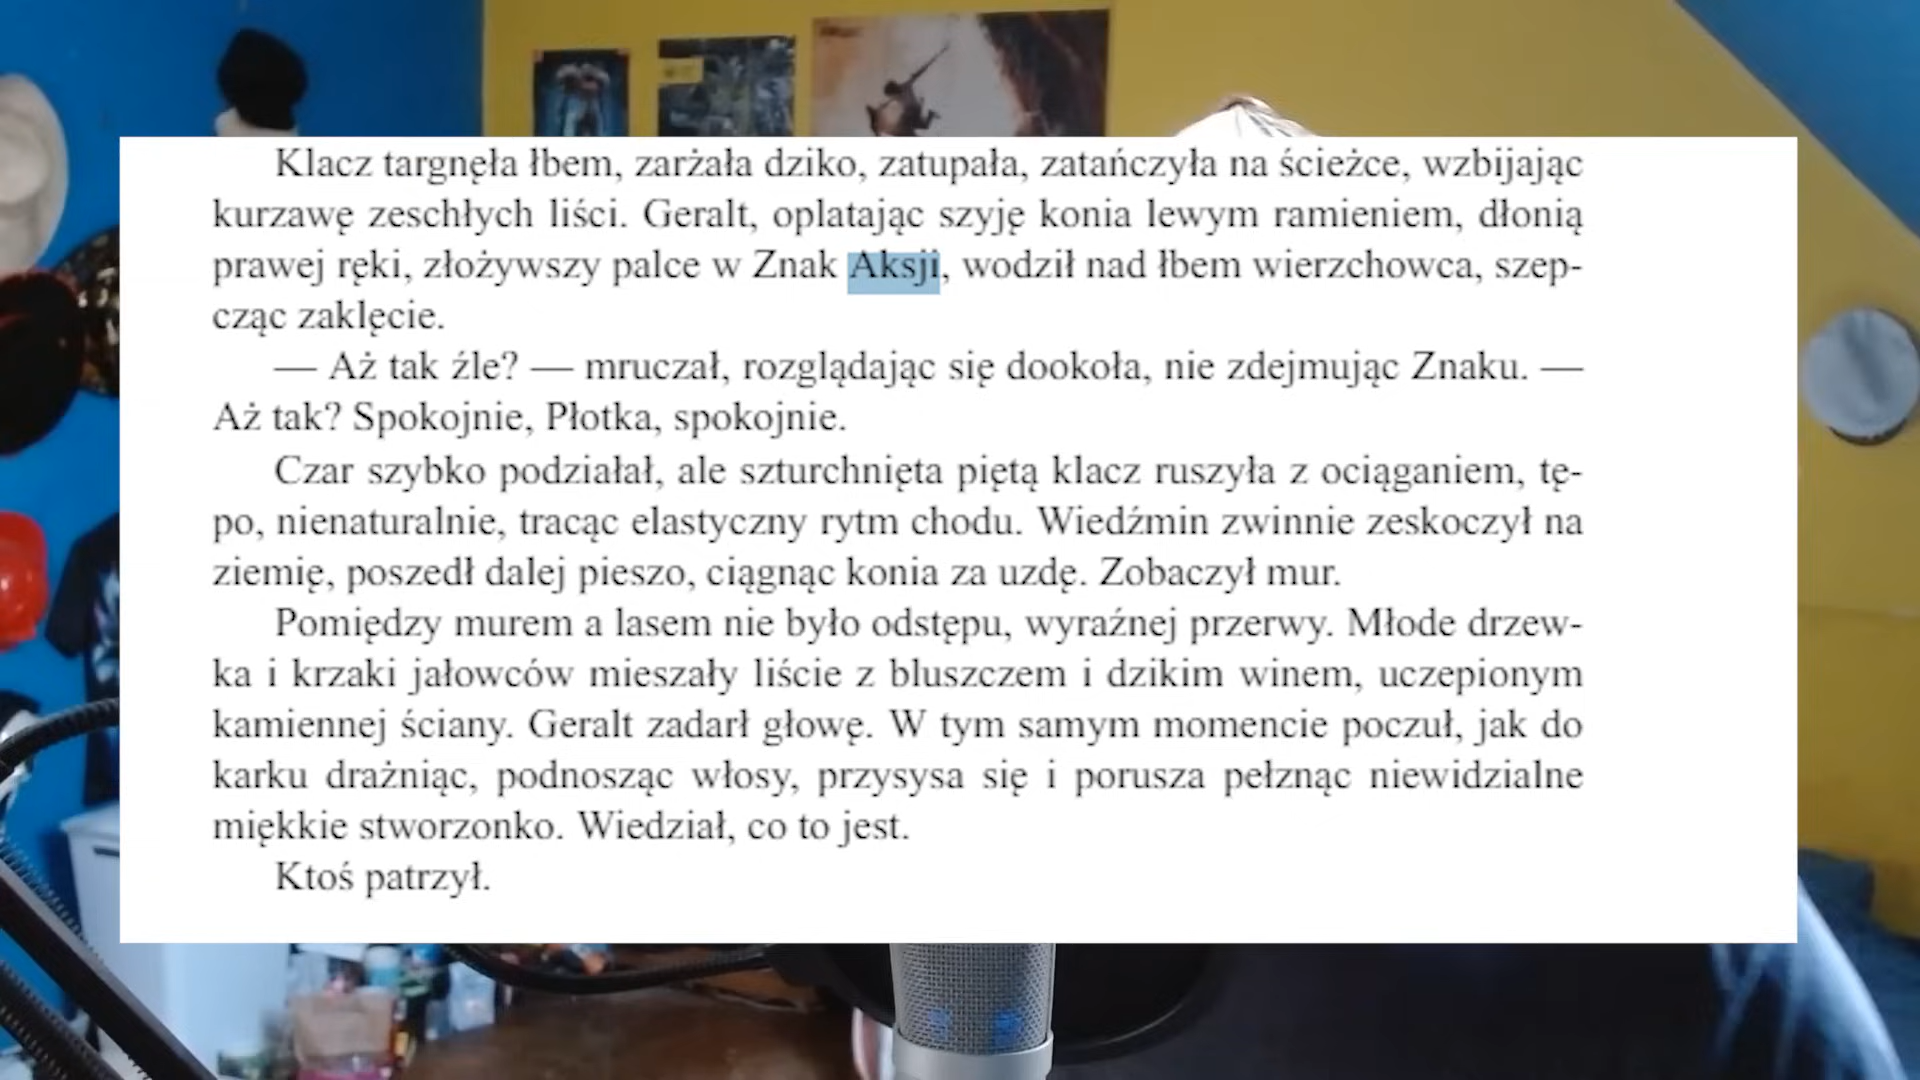 Klacz targnęła łbem, zarżała dziko, zatupała, zatańczyła na ścieżce, wzbijając
kurzawę zeschłych liści. Geralt, oplatając szyję konia lewym ramieniem, dłonią
prawej ręki, złożywszy palce w Znak Aksji, wodził nad łbem wierzchowca, szep-
cząc zaklęcie.
— Aż tak źle? — mruczał, rozglądając się dookoła, nie zdejmując Znaku. —
Aż tak? Spokojnie, Płotka, spokojnie.
Czar szybko podziałał, ale szturchnięta piętą klacz ruszyła z ociąganiem, tę-
po, nienaturalnie, tracąc elastyczny rytm chodu. Wiedźmin zwinnie zeskoczył na
ziemię, poszedł dalej pieszo, ciągnąc konia za uzdę. Zobaczył mur.
Pomiędzy murem a lasem nie było odstępu, wyraźnej przerwy. Młode drzew-
ka i krzaki jałowców mieszały liście z bluszczem i dzikim winem, uczepionym
kamiennej ściany. Geralt zadarł głowę. W tym samym momencie poczuł, jak do
karku drażniąc, podnosząc włosy, przysysa się i porusza pełznąc niewidzialne
miękkie stworzonko. Wiedział, co to jest.
Ktoś patrzył.